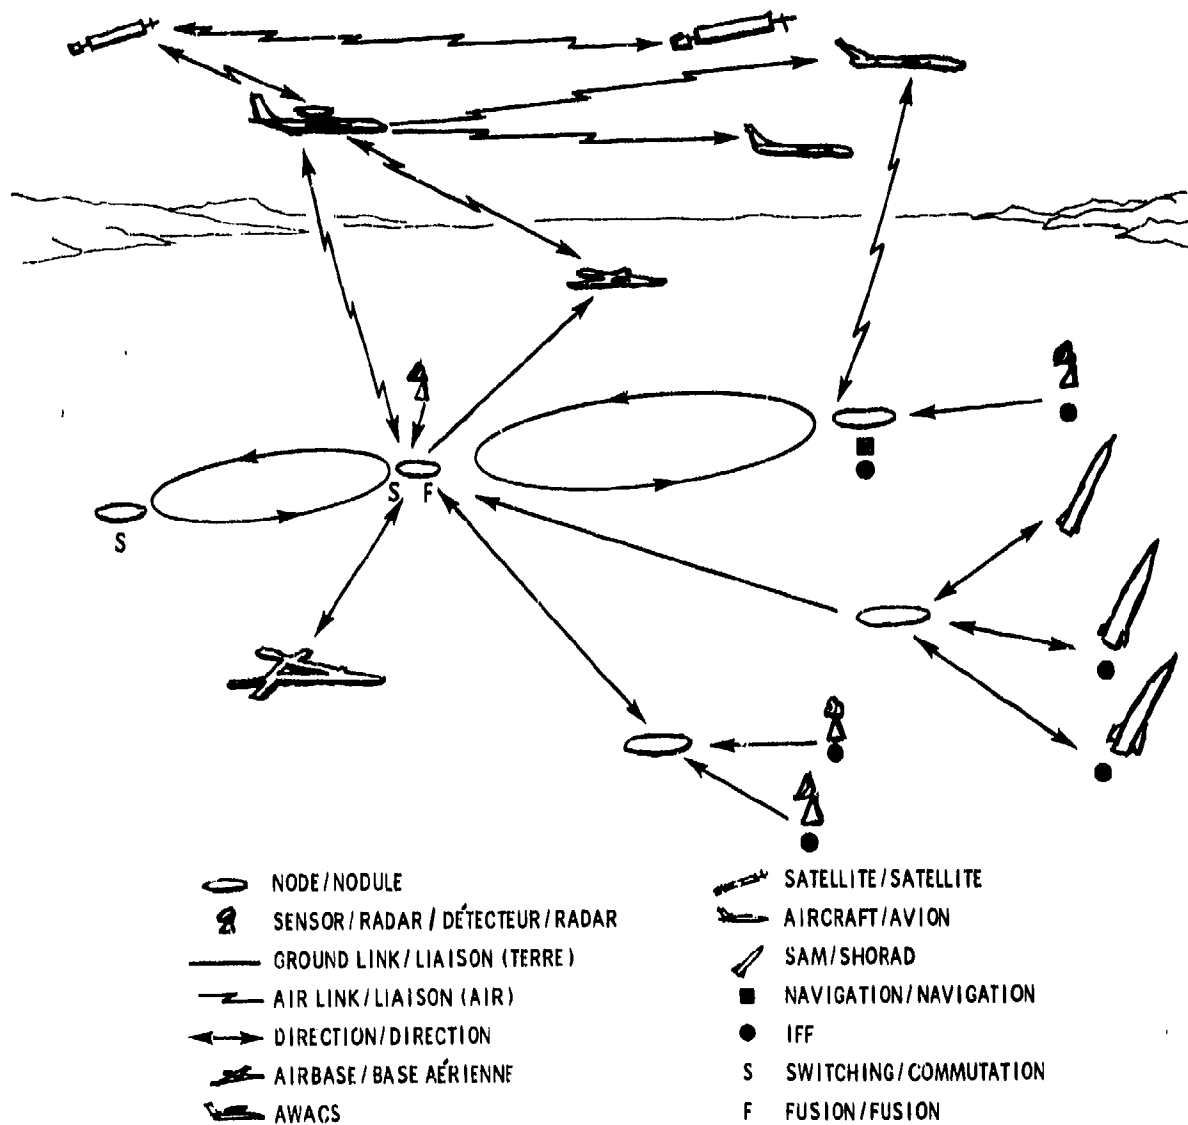 S F
S
NODE/NODULE
SENSOR/RADAR/DÉTECTEUR/RADAR
GROUND LINK/LIAISON (TERRE)
AIR LINK/LIAISON (AIR)
DIRECTION/DIRECTION
AIRBASE/BASE AÉRIENNE
AWACS
SATELLITE/SATELLITE
AIRCRAFT/AVION
SAM/SHORAD
NAVIGATION/NAVIGATION
IFF
S SWITCHING/COMMUTATION
F FUSION/FUSION